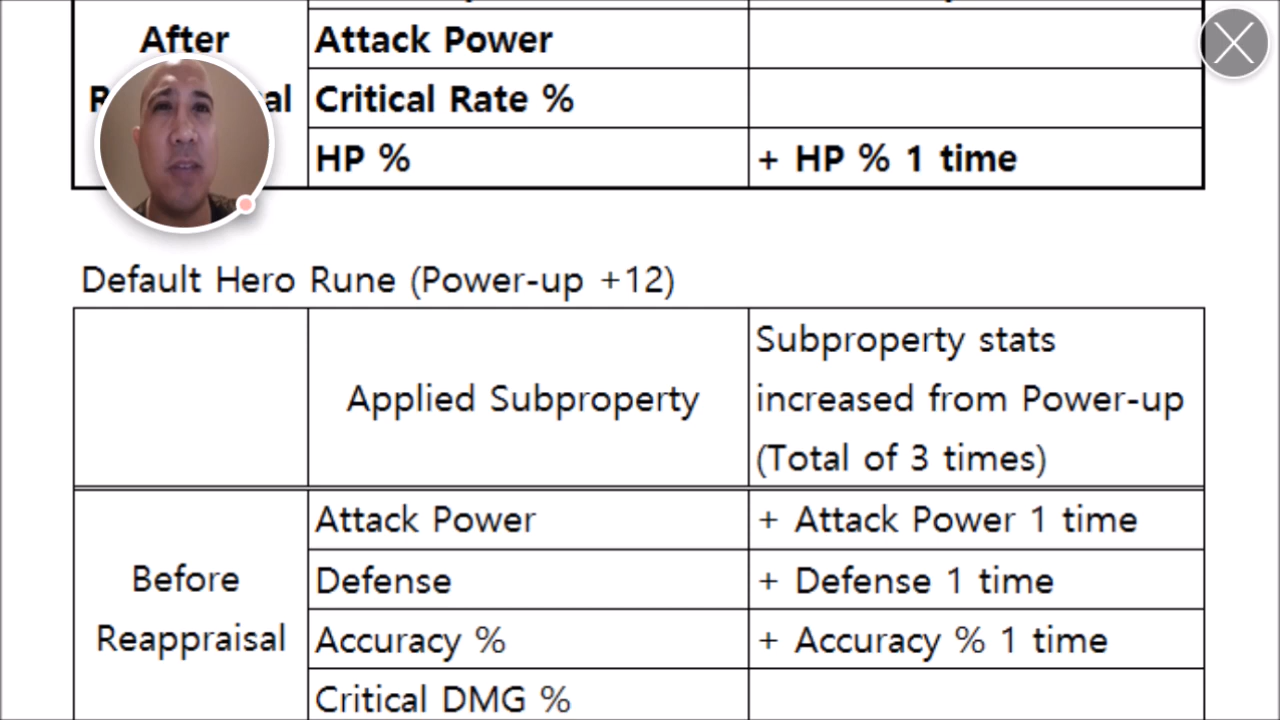 After
Attack Power
Critical Rate %
HP %
+ HP % 1 time
Default Hero Rune (Power-up +12)
Applied Subproperty
Subproperty stats
increased from Power-up
(Total of 3 times)
Before
Reappraisal
Attack Power
+ Attack Power 1 time
Defense
+ Defense 1 time
Accuracy %
+ Accuracy % 1 time
Critical DMG %